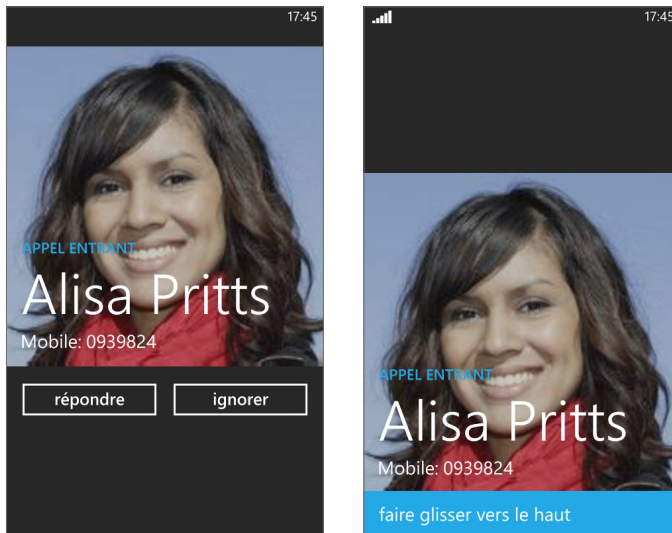 17:45
APPEL ENTRANT
Alisa Pritts
Mobile: 0939824
répondre
ignorer
17:45
APPEL ENTRANT
Alisa Pritts
Mobile: 0939824
faire glisser vers le haut